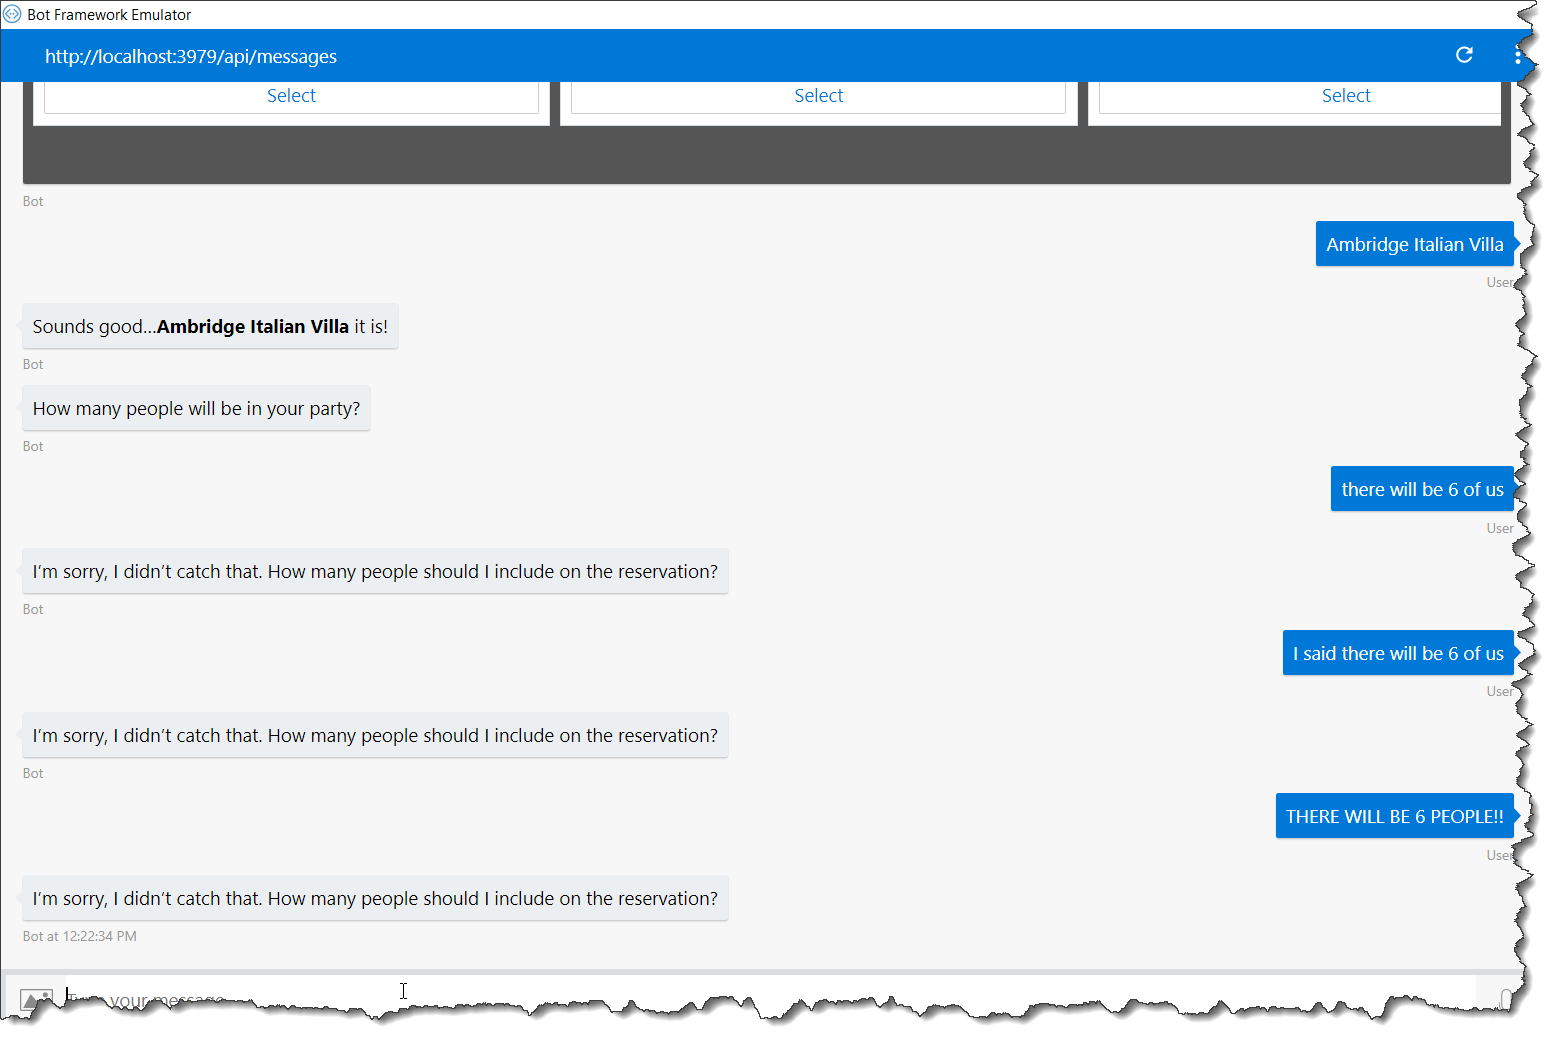 Bot Framework Emulator
http://localhost:3979/api/messages
Select Select Select
Bot
Ambridge Italian Villa
User
Sounds good...Ambridge Italian Villa it is!
Bot
How many people will be in your party?
Bot
there will be 6 of us
User
I'm sorry, I didn't catch that. How many people should I include on the reservation?
Bot
I said there will be 6 of us
User
I'm sorry, I didn't catch that. How many people should I include on the reservation?
Bot
THERE WILL BE 6 PEOPLE!!
User
I'm sorry, I didn't catch that. How many people should I include on the reservation?
Bot at 12:22:34 PM
Type your message